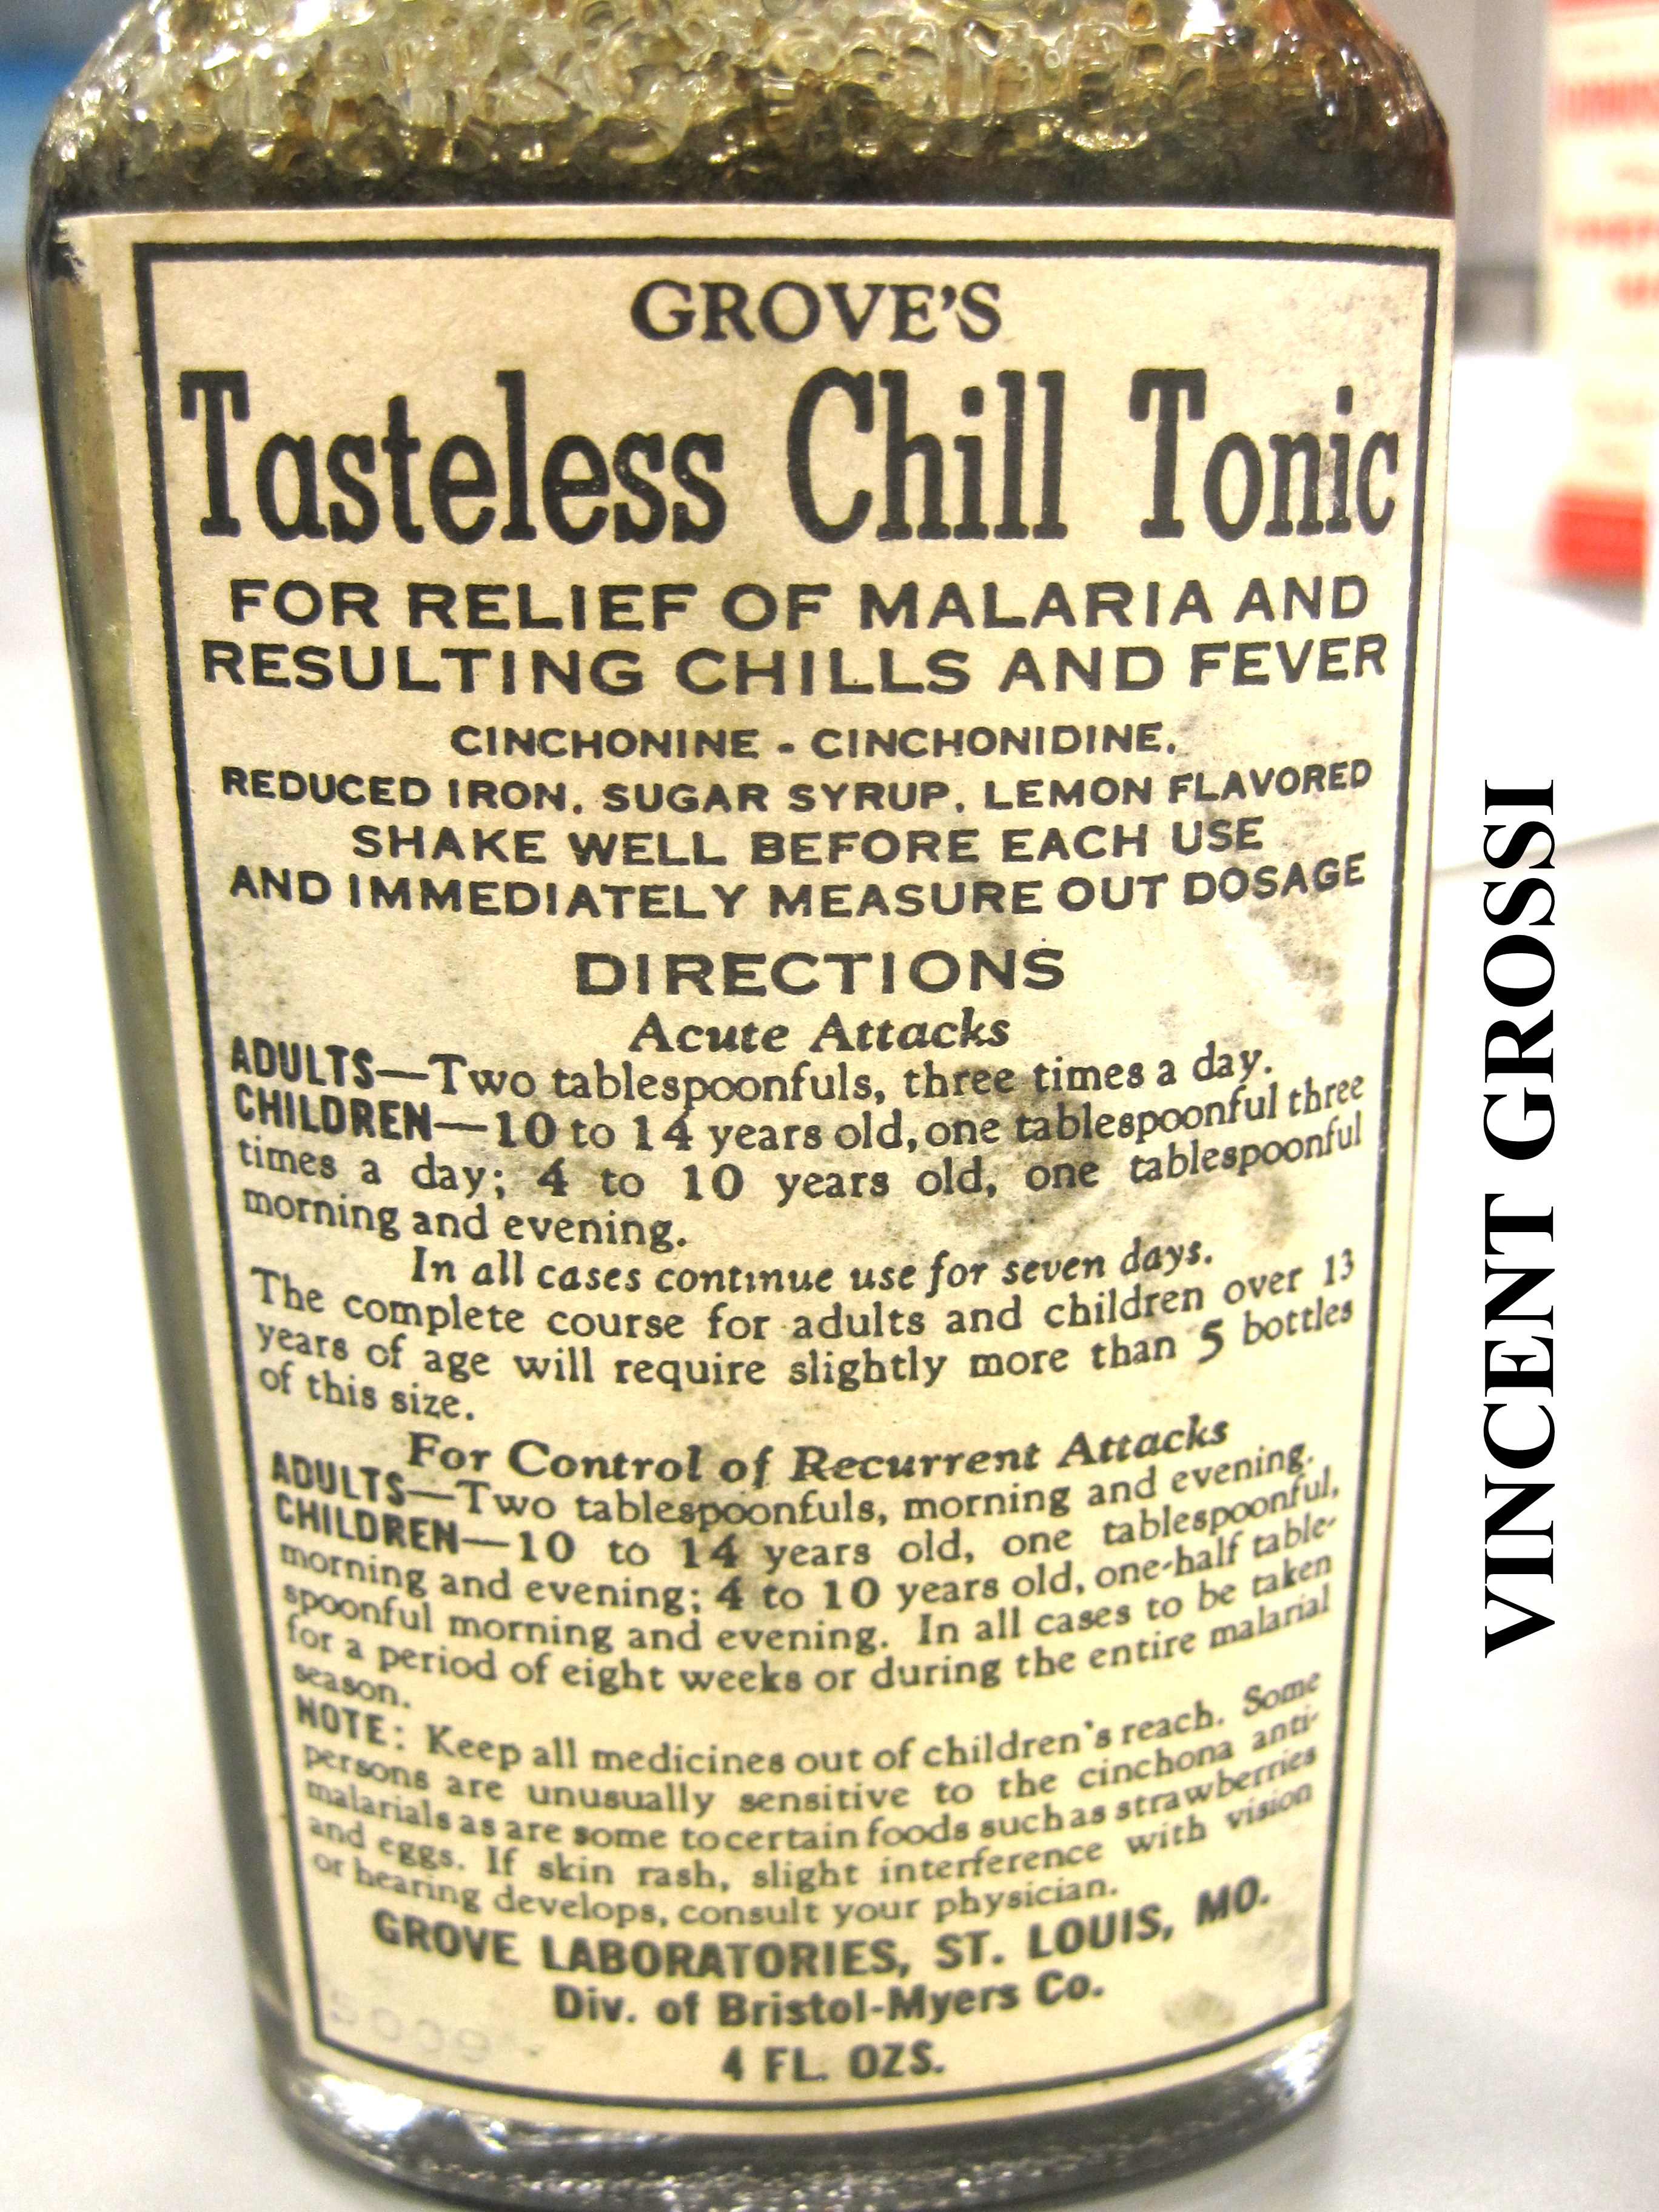 GROVE'S
Tasteless Chill Tonic
FOR RELIEF OF MALARIA AND
RESULTING CHILLS AND FEVER
CINCHONINE - CINCHONIDINE,
REDUCED IRON, SUGAR SYRUP, LEMON FLAVORED
SHAKE WELL BEFORE EACH USE
AND IMMEDIATELY MEASURE OUT DOSAGE
DIRECTIONS
Acute Attacks
ADULTS—Two tablespoonfuls, three times a day.
CHILDREN—10 to 14 years old, one tablespoonful three
times a day; 4 to 10 years old, one tablespoonful
morning and evening.
In all cases continue use for seven days.
The complete course for adults and children over 13
years of age will require slightly more than 5 bottles
of this size.
For Control of Recurrent Attacks
ADULTS—Two tablespoonfuls, morning and evening.
CHILDREN—10 to 14 years old, one tablespoonful,
morning and evening; 4 to 10 years old, one-half table-
spoonful morning and evening. In all cases to be taken
for a period of eight weeks or during the entire malarial
season.
NOTE: Keep all medicines out of children's reach. Some
persons are unusually sensitive to the cinchona anti-
malarials as are some to certain foods such as strawberries
and eggs. If skin rash, slight interference with vision
or hearing develops, consult your physician.
GROVE LABORATORIES, ST. LOUIS, MO.
Div. of Bristol-Myers Co.
5009
4 FL. OZS.
VINCENT GROSSI